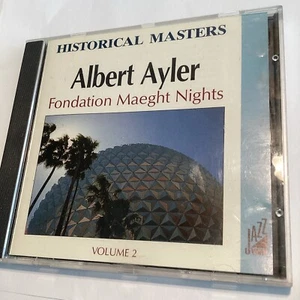 HISTORICAL MASTERS
Albert Ayler
Fondation Maeght Nights
VOLUME 2
JAZZ